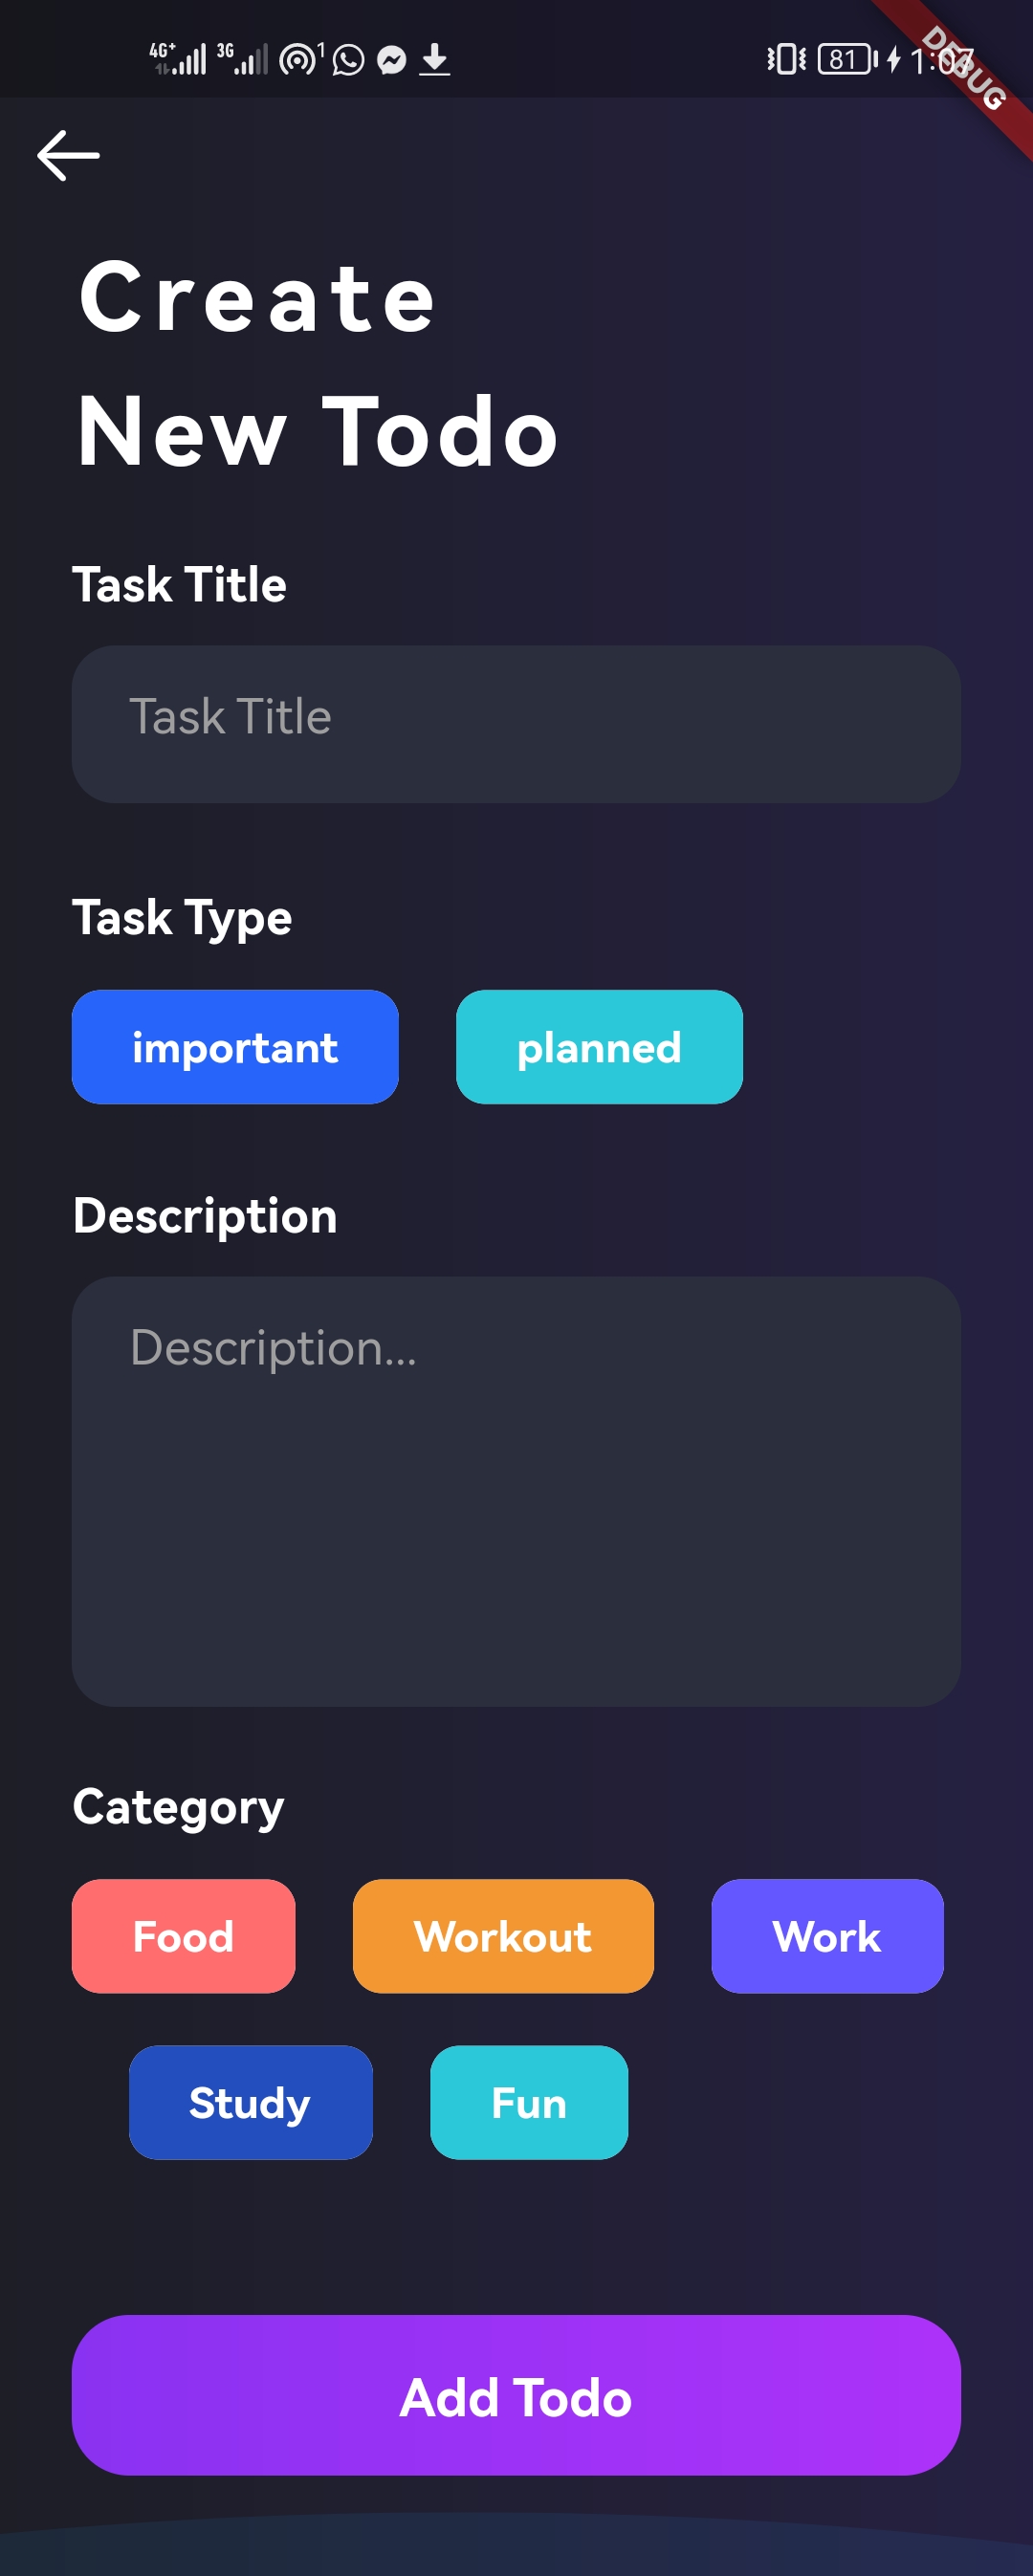 4G+ 3G 1 81 1:07
DEBUG
Create
New Todo
Task Title
Task Title
Task Type
important planned
Description
Description...
Category
Food Workout Work
Study Fun
Add Todo